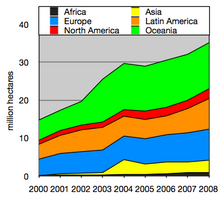 Africa Asia
Europe Latin America
North America Oceania
40
30
20
10
0
million hectares
2000 2001 2002 2003 2004 2005 2006 2007 2008